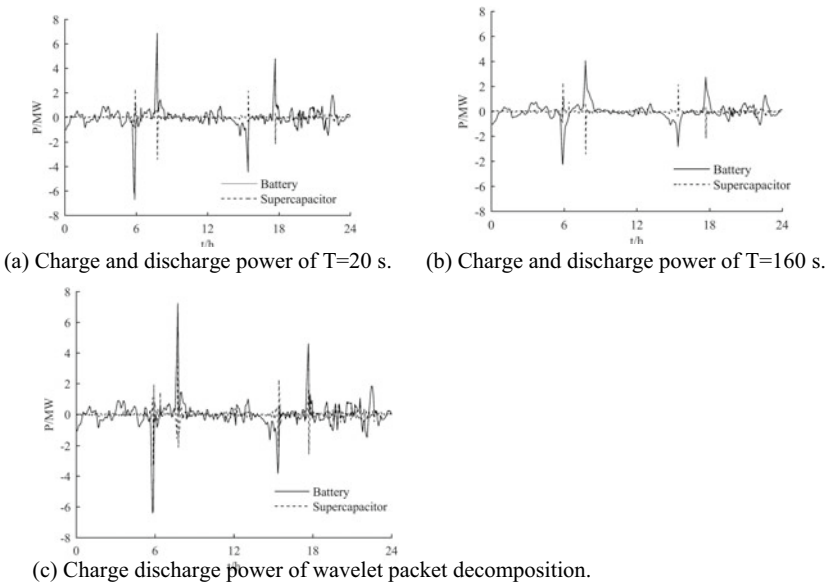 8
6
4
2
0
-2
-4
-6
-8
P/MW
Battery
Supercapacitor
0 6 12 18 24
t/h
(a) Charge and discharge power of T=20 s.
8
6
4
2
0
-2
-4
-6
-8
P/MW
Battery
Supercapacitor
0 6 12 18 24
t/h
(b) Charge and discharge power of T=160 s.
8
6
4
2
0
-2
-4
-6
-8
P/MW
Battery
Supercapacitor
0 6 12 18 24
t/h
(c) Charge discharge power of wavelet packet decomposition.